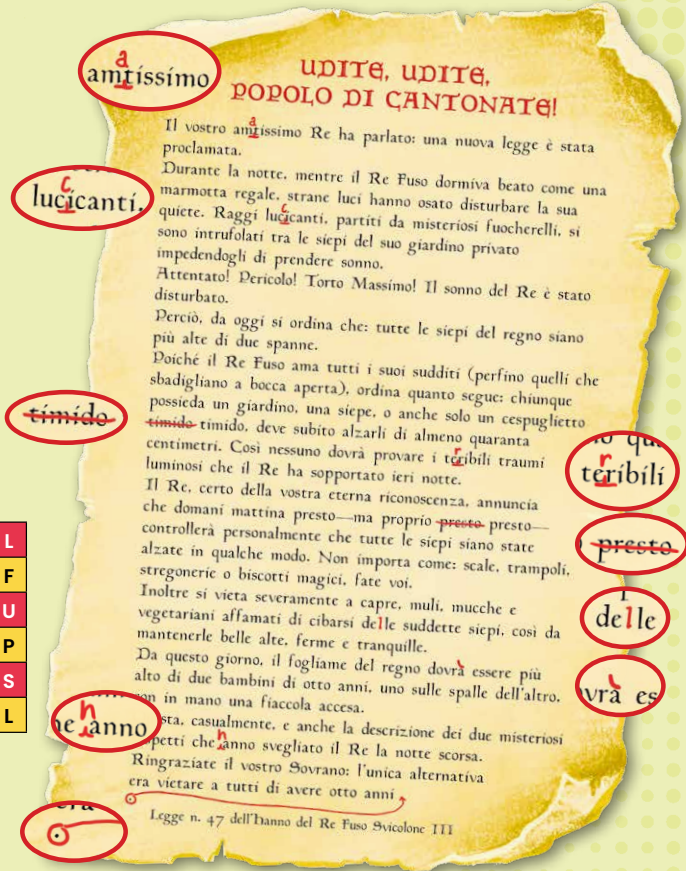 a
amtissimo
UDITE, UDITE,
POPOLO DI CANTONATE!
a
Il vostro amtissimo Re ha parlato: una nuova legge è stata
proclamata.
Durante la notte, mentre il Re Fuso dormiva beato come una
marmotta regale, strane luci hanno osato disturbare la sua
c
quiete. Raggi lucicanti, partiti da misteriosi fuocherelli, si
sono intrufolati tra le siepi del suo giardino privato
impedendogli di prendere sonno.
Attentato! Pericolo! Torto Massimo! Il sonno del Re è stato
disturbato.
Perciò, da oggi si ordina che: tutte le siepi del regno siano
più alte di due spanne.
Poiché il Re Fuso ama tutti i suoi sudditi (perfino quelli che
sbadigliano a bocca aperta), ordina quanto segue: chiunque
possieda un giardino, una siepe, o anche solo un cespuglietto
timido timido, deve subito alzarli di almeno quaranta
r
centimetri. Così nessuno dovrà provare i teribili traumi
luminosi che il Re ha sopportato ieri notte.
Il Re, certo della vostra eterna riconoscenza, annuncia
che domani mattina presto—ma proprio presto presto—
controllerà personalmente che tutte le siepi siano state
alzate in qualche modo. Non importa come: scale, trampoli,
stregonerie o biscotti magici, fate voi.
Inoltre si vieta severamente a capre, muli, mucche e
vegetariani affamati di cibarsi delle suddette siepi, così da
mantenerle belle alte, ferme e tranquille.
Da questo giorno, il fogliame del regno dovrà essere più
alto di due bambini di otto anni, uno sulle spalle dell'altro,
on in mano una fiaccola accesa.
sta, casualmente, e anche la descrizione dei due misteriosi
h
petti che anno svegliato il Re la notte scorsa.
Ringraziate il vostro Sovrano: l'unica alternativa
era vietare a tutti di avere otto anni
Legge n. 47 dell'hanno del Re Fuso Svicolone III
c
lucicanti,
timido
r
teribili
presto
delle
vrà es
h
he anno
L
F
U
P
S
L